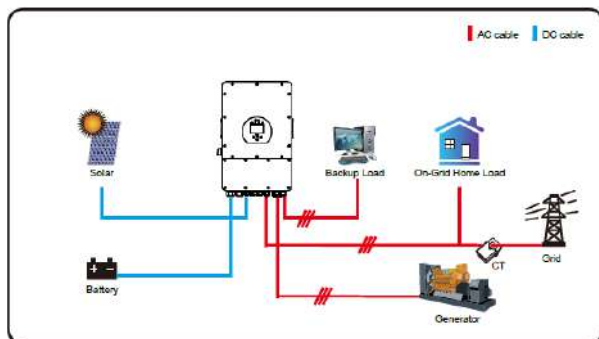 AC cable DC cable
Solar
Backup Load
On-Grid Home Load
Battery
CT
Grid
Generator